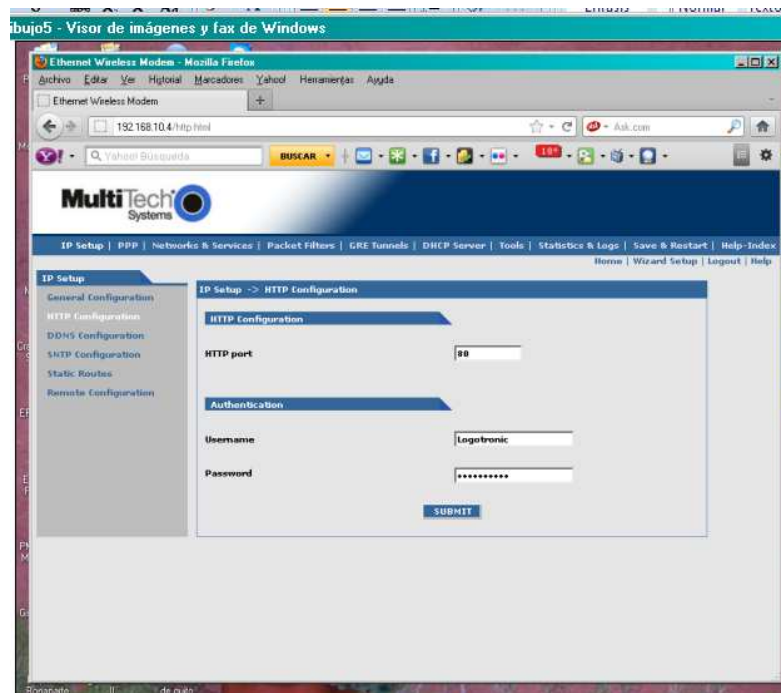 ibujo5 - Visor de imágenes y fax de Windows
Ethernet Wireless Modem - Mozilla Firefox
Archivo Editar Ver Historial Marcadores Yahoo! Herramientas Ayuda
Ethernet Wireless Modem
192.168.10.4/http.html
Ask.com
Yahoo! Búsqueda
BUSCAR
MultiTech
Systems
IP Setup | PPP | Networks & Services | Packet Filters | GRE Tunnels | DHCP Server | Tools | Statistics & Logs | Save & Restart | Help-Index
Home | Wizard Setup | Logout | Help
IP Setup
General Configuration
HTTP Configuration
DDNS Configuration
SNTP Configuration
Static Routes
Remote Configuration
IP Setup -> HTTP Configuration
HTTP Configuration
HTTP port 80
Authentication
Username Logotronic
Password ••••••••••
SUBMIT